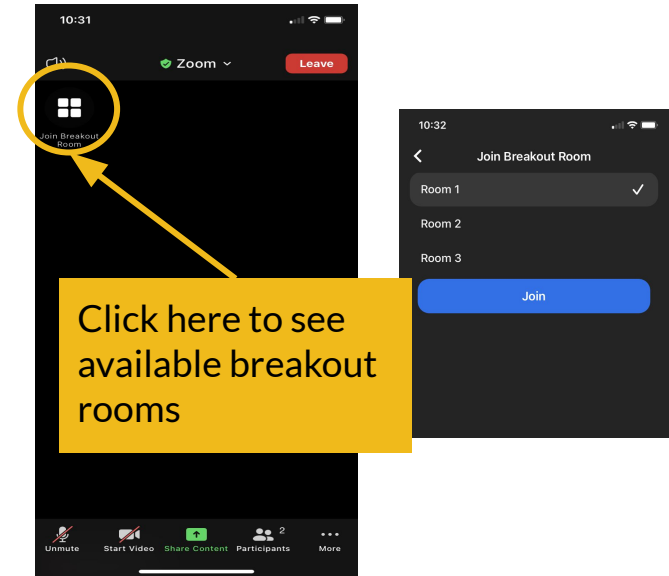 10:31
Zoom
Leave
Join Breakout
Room
Click here to see
available breakout
rooms
Unmute
Start Video
Share Content
Participants
2
More
10:32
Join Breakout Room
Room 1
Room 2
Room 3
Join